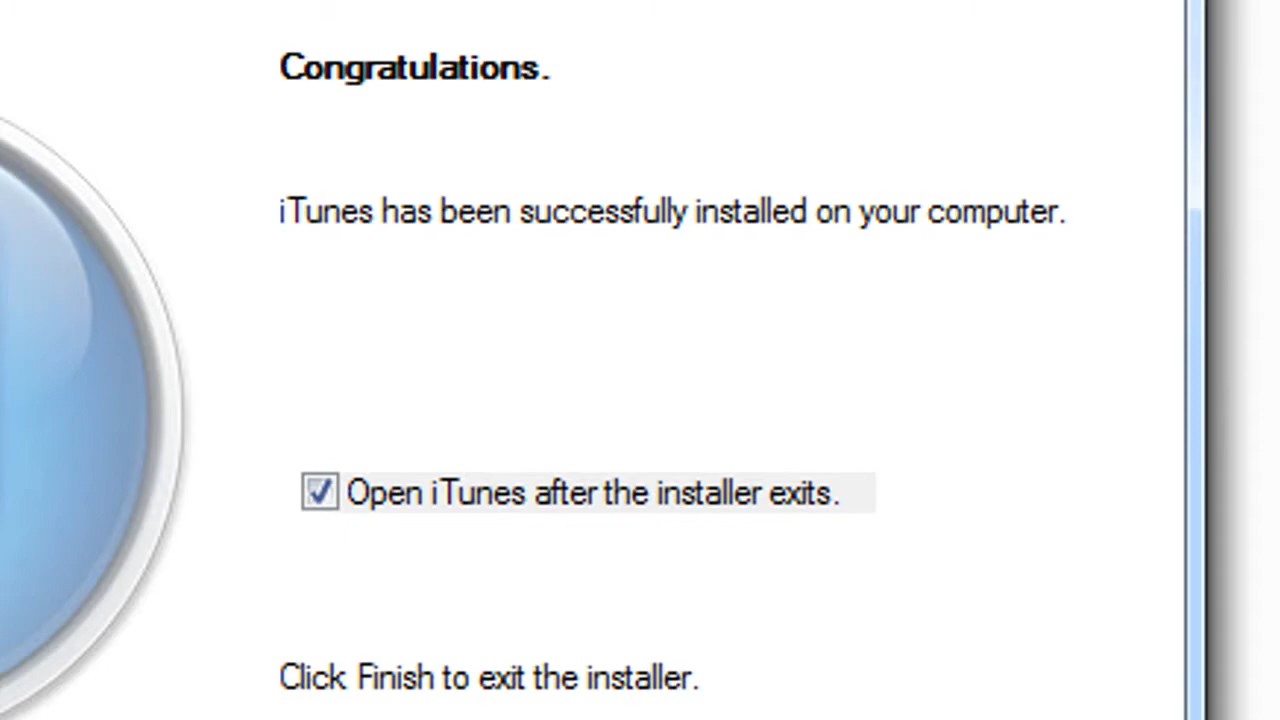 Congratulations.
iTunes has been successfully installed on your computer.
Open iTunes after the installer exits.
Click Finish to exit the installer.